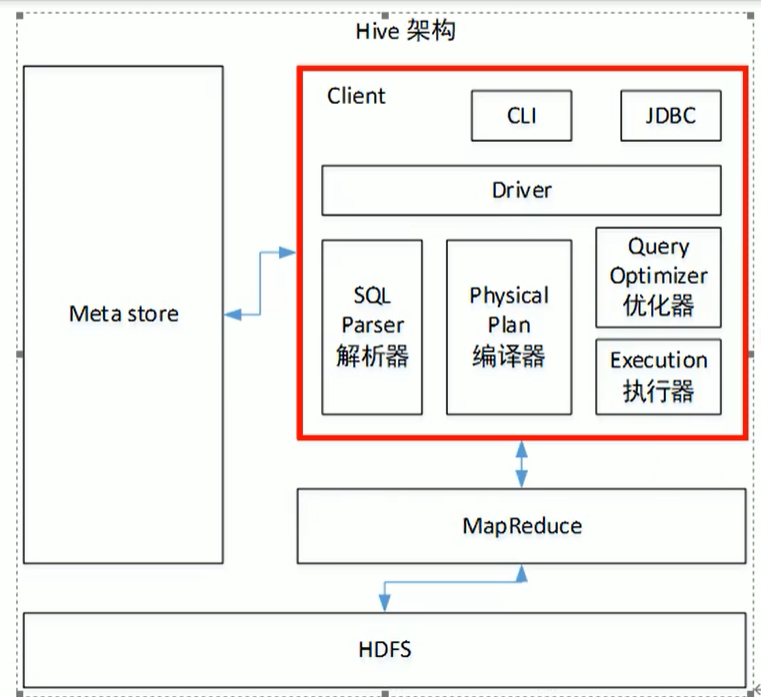 Hive 架构
Client
CLI
JDBC
Driver
Meta store
SQL
Parser
解析器
Physical
Plan
编译器
Query
Optimizer
优化器
Execution
执行器
MapReduce
HDFS